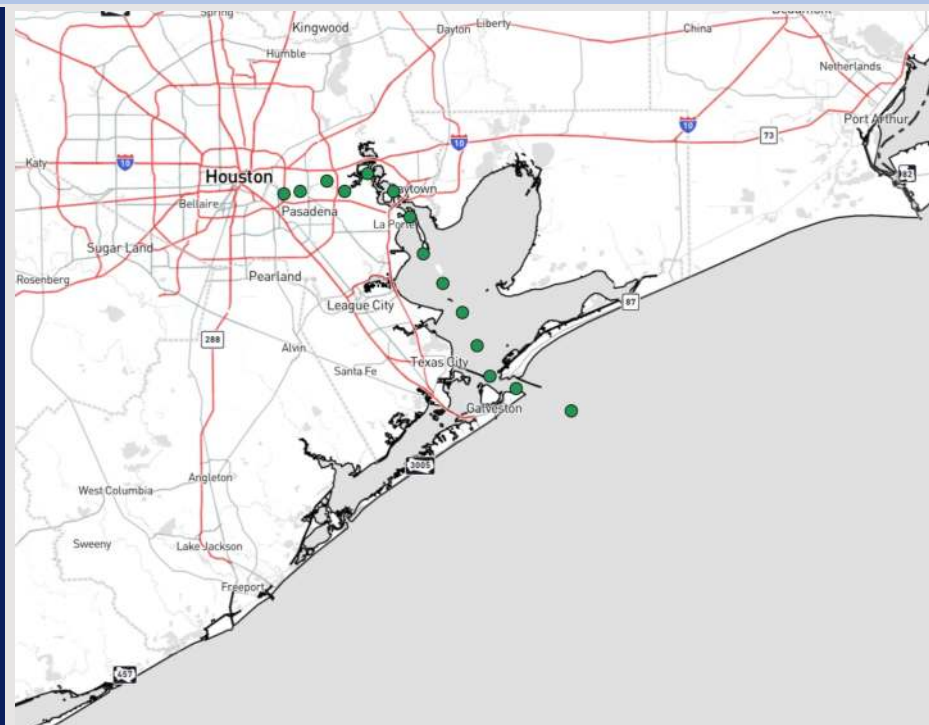 Spring
Kingwood
Dayton
Liberty
China
Humble
Netherlands
Port Arthur
73
10
10
10
82
Katy
Houston
Bellaire
Pasadena
La Porte
Sugar Land
Rosenberg
Pearland
League City
87
288
Alvin
Santa Fe
Texas City
Galveston
3005
Angleton
West Columbia
Sweeny
Lake Jackson
Freeport
457